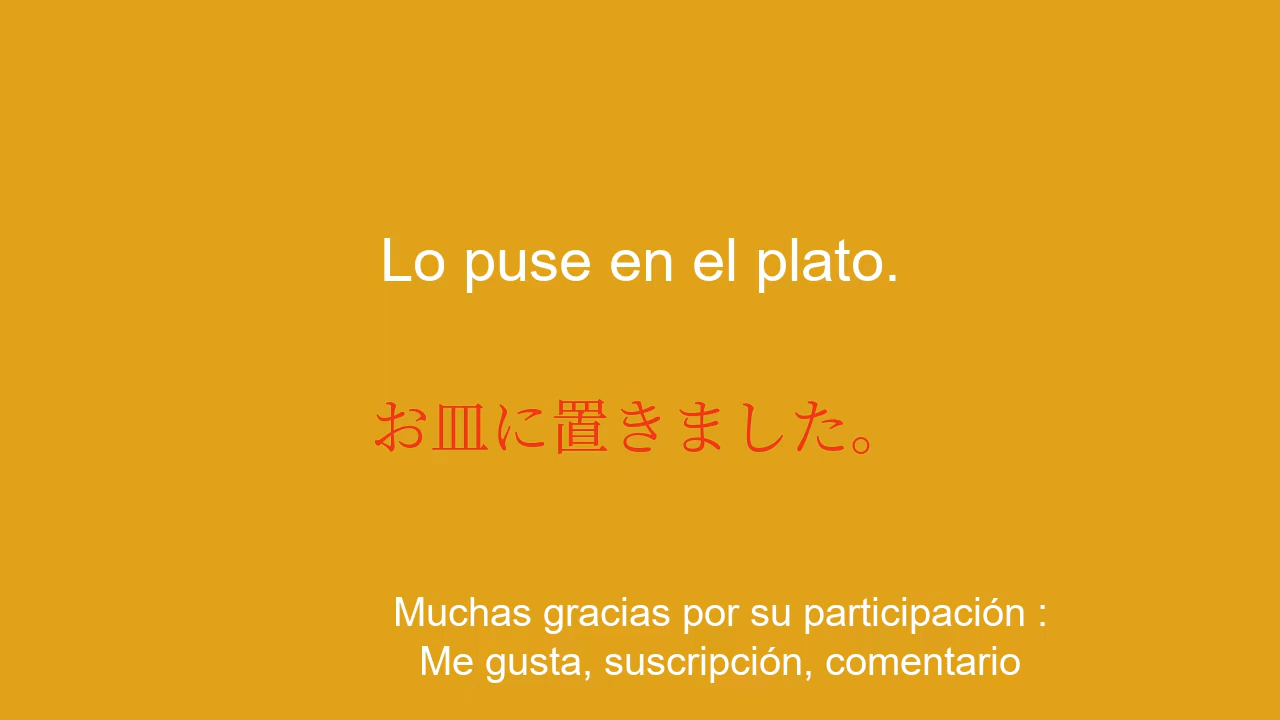 Lo puse en el plato.
お皿に置きました。
Muchas gracias por su participación :
Me gusta, suscripción, comentario